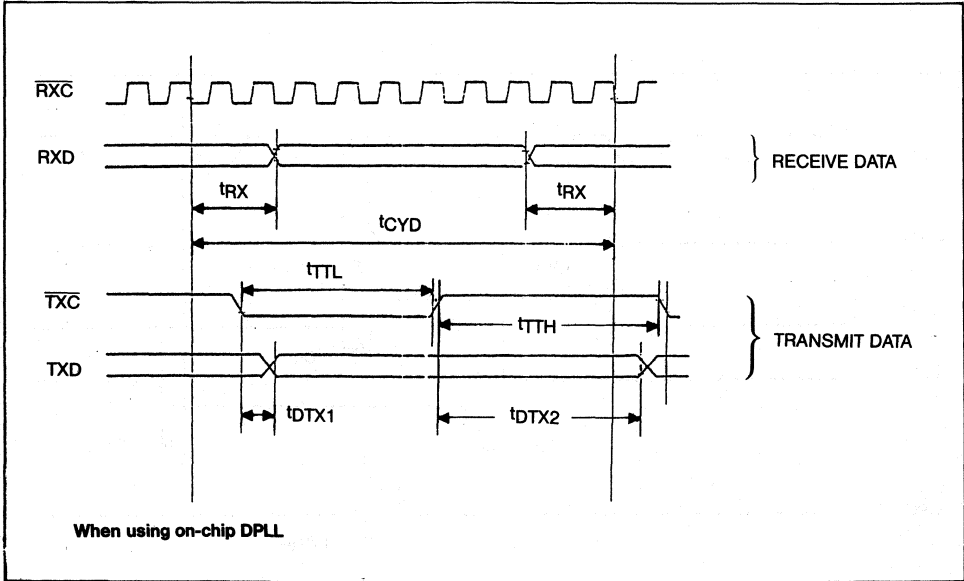 RXC
RXD
RECEIVE DATA
tRX
tRX
tCYD
tTTL
TXC
tTTH
TRANSMIT DATA
TXD
tDTX1
tDTX2
When using on-chip DPLL